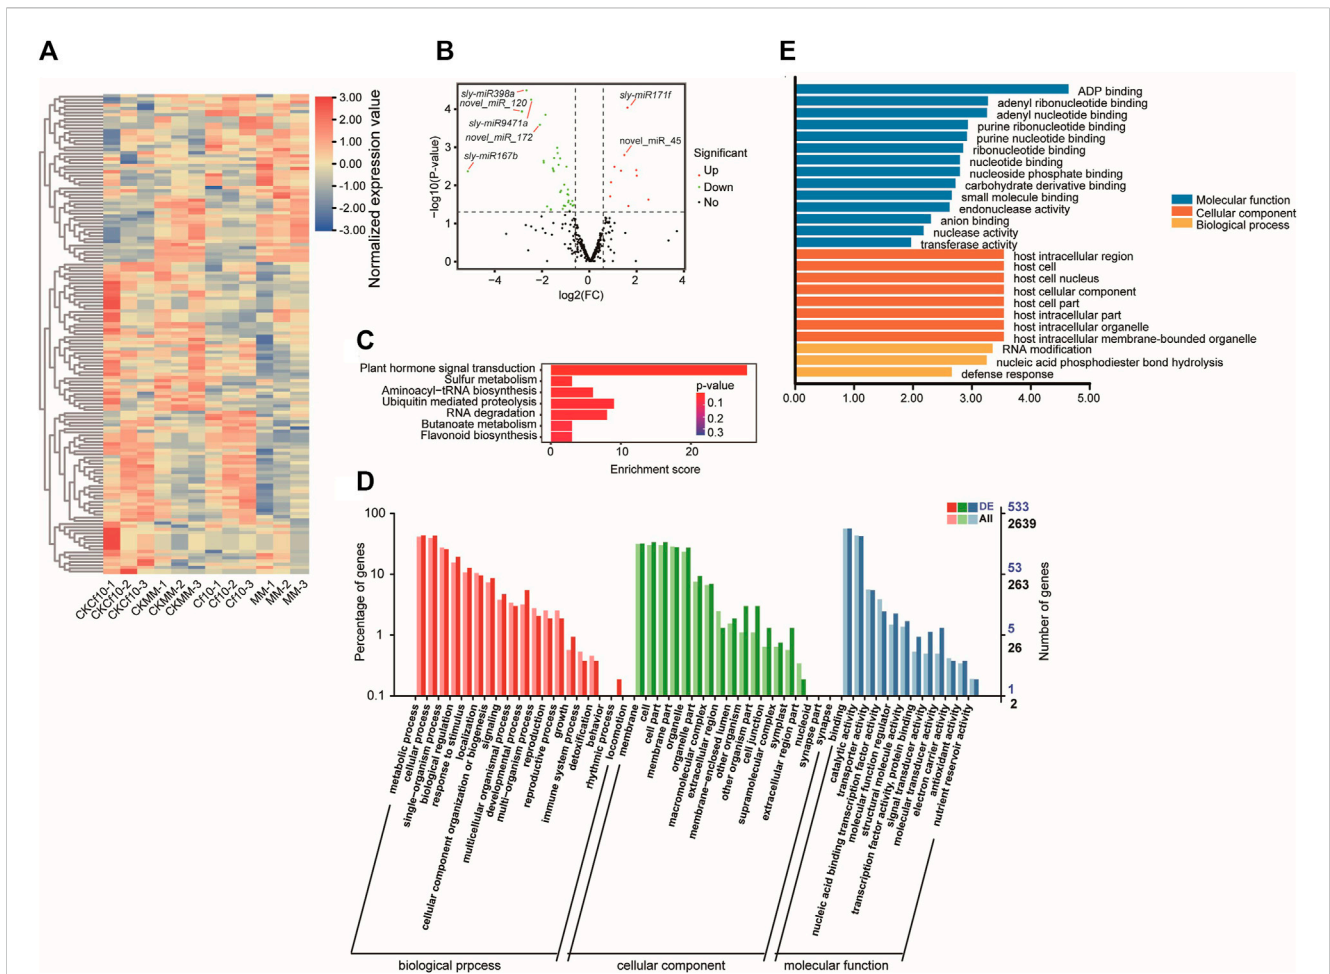 A
3.00
2.00
1.00
0.00
-1.00
-2.00
-3.00
Normalized expression value
CKCf10-1
CKCf10-2
CKCf10-3
CKMM-1
CKMM-2
CKMM-3
Cf10-1
Cf10-2
Cf10-3
MM-1
MM-2
MM-3
B
sly-miR398a
novel_miR_120
sly-miR9471a
novel_miR_172
sly-miR167b
sly-miR171f
novel_miR_45
4
3
2
1
0
−log10(P-value)
−4
−2
0
2
4
log2(FC)
Significant
Up
Down
No
C
Plant hormone signal transduction
Sulfur metabolism
Aminoacyl−tRNA biosynthesis
Ubiquitin mediated proteolysis
RNA degradation
Butanoate metabolism
Flavonoid biosynthesis
p-value
0.1
0.2
0.3
0
10
20
Enrichment score
D
100
10
1
0.1
Percentage of genes
DE
All
533
2639
53
263
5
26
1
2
Number of genes
metabolic process
cellular process
single−organism process
biological regulation
response to stimulus
localization
cellular component organization or biogenesis
signaling
multicellular organismal process
developmental process
multi−organism process
reproduction
reproductive process
growth
immune system process
detoxification
behavior
rhythmic process
locomotion
membrane
cell
cell part
membrane part
organelle
organelle part
macromolecular complex
extracellular region
membrane−enclosed lumen
other organism
other organism part
cell junction
supramolecular complex
symplast
extracellular region part
nucleoid
synapse part
synapse
binding
catalytic activity
transporter activity
nucleic acid binding transcription factor activity
molecular function regulator
structural molecule activity
transcription factor activity, protein binding
signal transducer activity
molecular transducer activity
electron carrier activity
antioxidant activity
nutrient reservoir activity
biological prpcess
cellular component
molecular function
E
ADP binding
adenyl ribonucleotide binding
adenyl nucleotide binding
purine ribonucleotide binding
purine nucleotide binding
ribonucleotide binding
nucleotide binding
nucleoside phosphate binding
carbohydrate derivative binding
small molecule binding
endonuclease activity
anion binding
nuclease activity
transferase activity
host intracellular region
host cell
host cell nucleus
host cellular component
host cell part
host intracellular part
host intracellular organelle
host intracellular membrane-bounded organelle
RNA modification
nucleic acid phosphodiester bond hydrolysis
defense response
0.00
1.00
2.00
3.00
4.00
5.00
Molecular function
Cellular component
Biological process